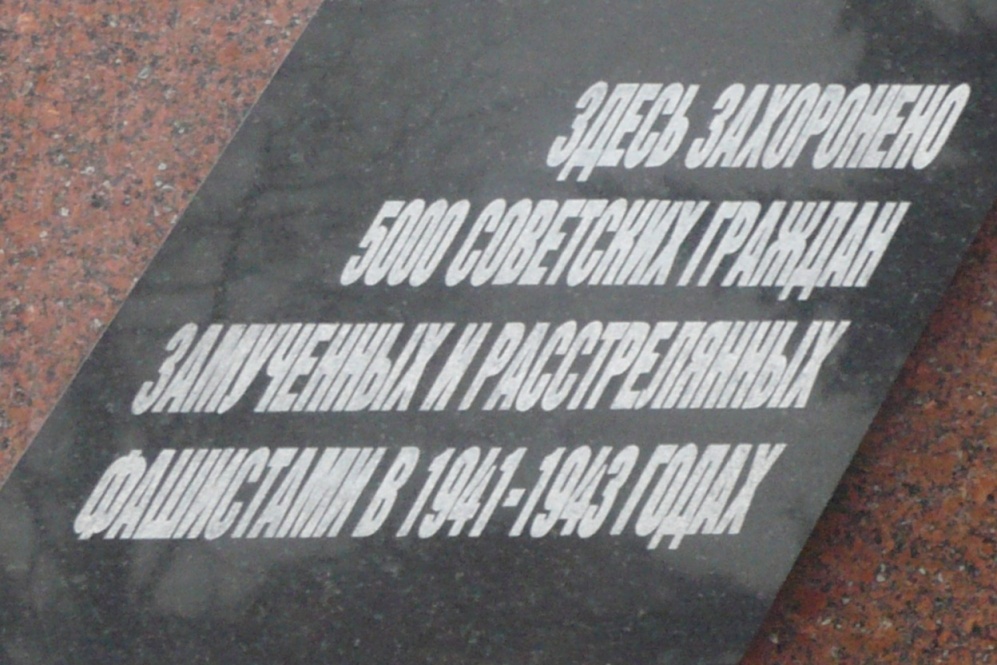 ЗДЕСЬ ЗАХОРОНЕНО
5000 СОВЕТСКИХ ГРАЖДАН
ЗАМУЧЕННЫХ И РАССТРЕЛЯННЫХ
ФАШИСТАМИ В 1941-1943 ГОДАХ